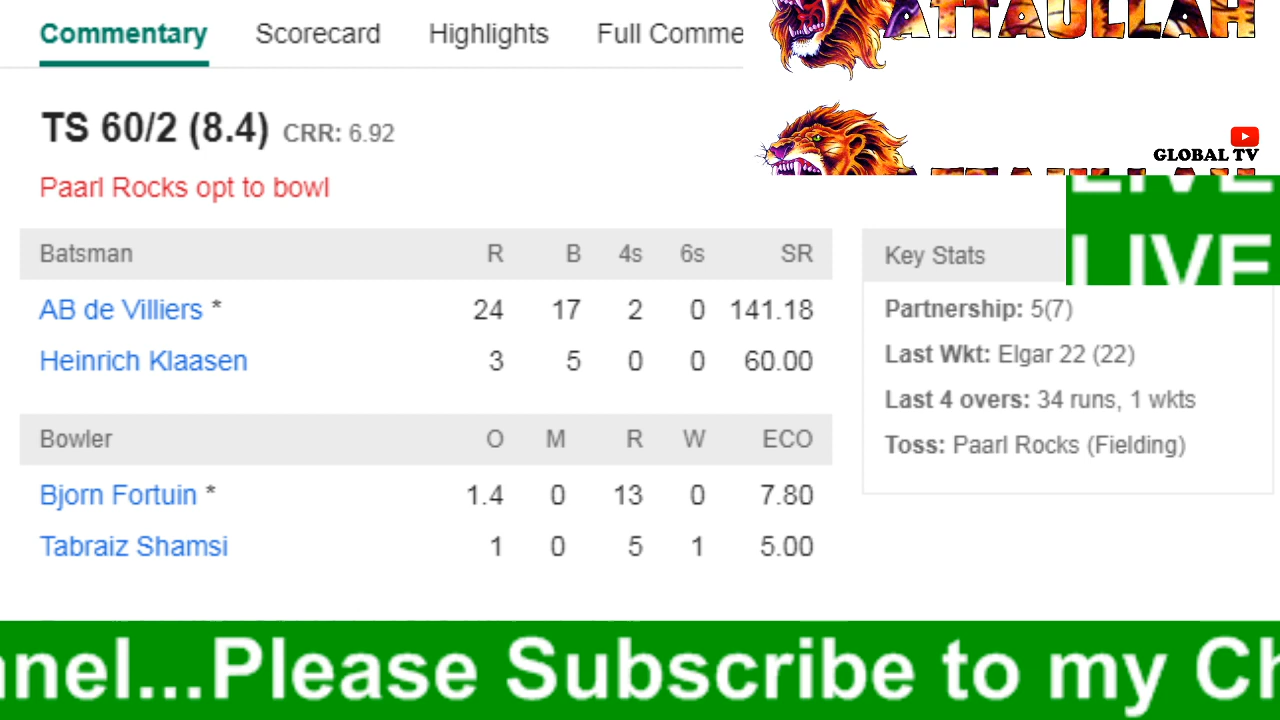 Commentary Scorecard Highlights Full Comme
ATTAULLAH
TS 60/2 (8.4) CRR: 6.92
GLOBAL TV
ATTAULLAH
Paarl Rocks opt to bowl
LIVE
LIVE
Batsman R B 4s 6s SR
AB de Villiers * 24 17 2 0 141.18
Heinrich Klaasen 3 5 0 0 60.00
Bowler O M R W ECO
Bjorn Fortuin * 1.4 0 13 0 7.80
Tabraiz Shamsi 1 0 5 1 5.00
Key Stats
Partnership: 5(7)
Last Wkt: Elgar 22 (22)
Last 4 overs: 34 runs, 1 wkts
Toss: Paarl Rocks (Fielding)
nnel...Please Subscribe to my Ch